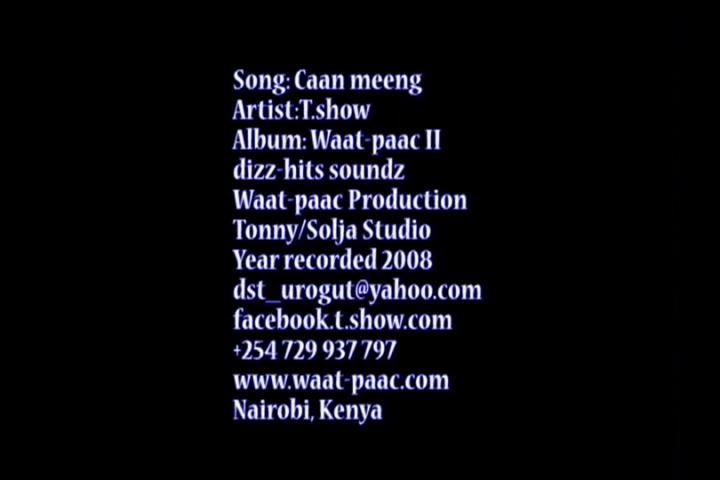 Song: Caan meeng
Artist:T.show
Album: Waat-paac II
dizz-hits soundz
Waat-paac Production
Tonny/Solja Studio
Year recorded 2008
dst_urogut@yahoo.com
facebook.t.show.com
+254 729 937 797
www.waat-paac.com
Nairobi, Kenya